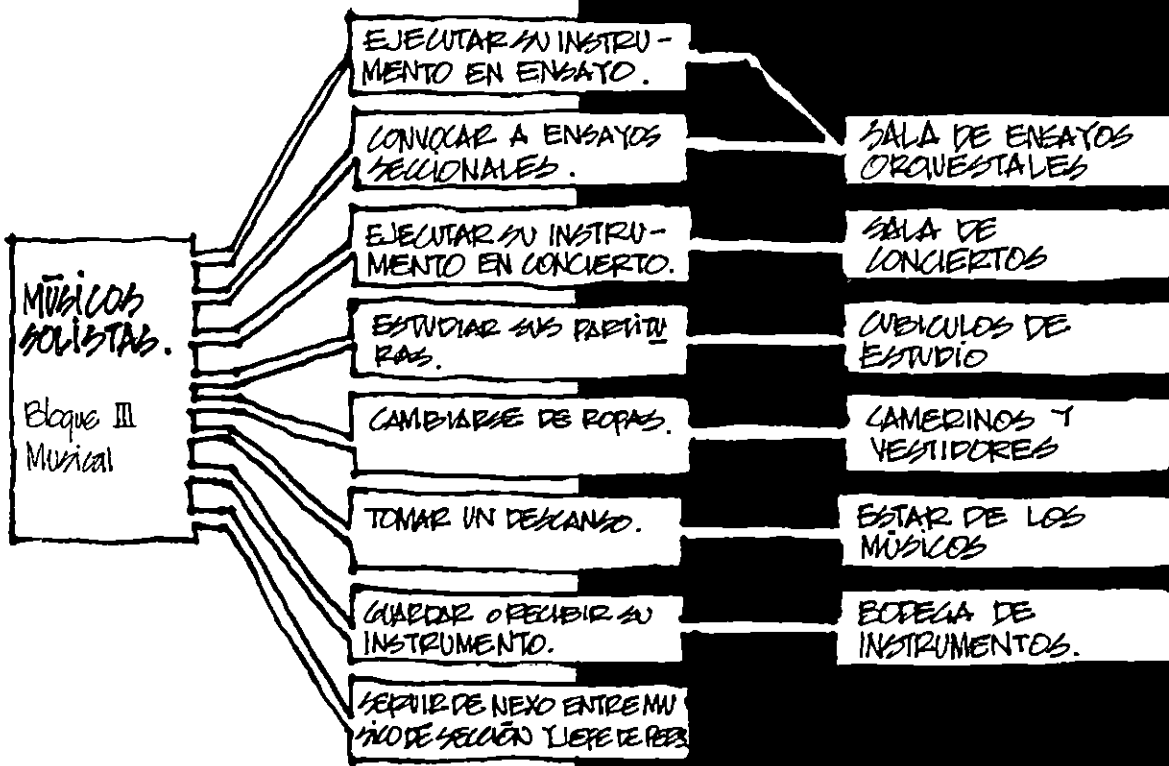 EJECUTAR SU INSTRU-
MENTO EN ENSAYO.
CONVOCAR A ENSAYOS
SECCIONALES.
SALA DE ENSAYOS
ORQUESTALES
MÚSICOS
SOLISTAS.
Bloque III
Musical
EJECUTAR SU INSTRU-
MENTO EN CONCIERTO.
SALA DE
CONCIERTOS
ESTUDIAR SUS PARTITU
RAS.
CUBICULOS DE
ESTUDIO
CAMBIARSE DE ROPAS.
CAMERINOS Y
VESTIDORES
TOMAR UN DESCANSO.
ESTAR DE LOS
MÚSICOS
GUARDAR O RECIBIR SU
INSTRUMENTO.
BODEGA DE
INSTRUMENTOS.
SERVIR DE NEXO ENTRE MU
SICO DE SECCIÓN Y JEFE DE